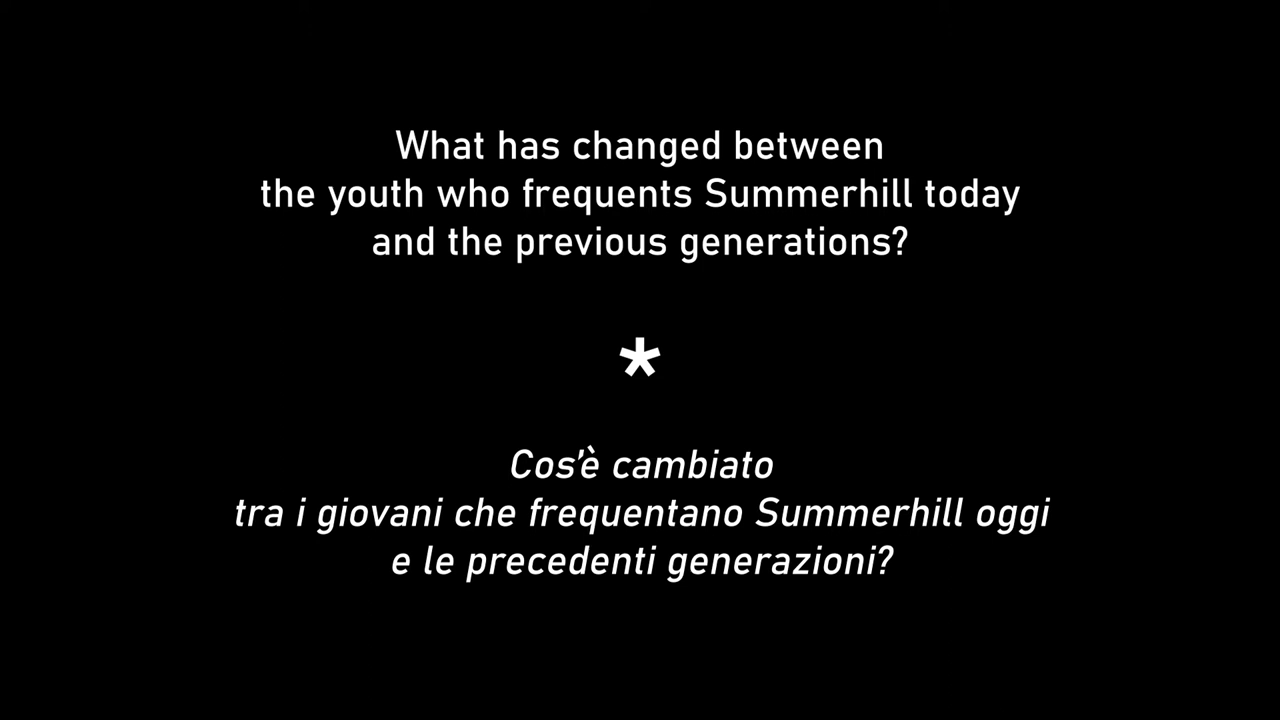 What has changed between
the youth who frequents Summerhill today
and the previous generations?
*
Cos'è cambiato
tra i giovani che frequentano Summerhill oggi
e le precedenti generazioni?